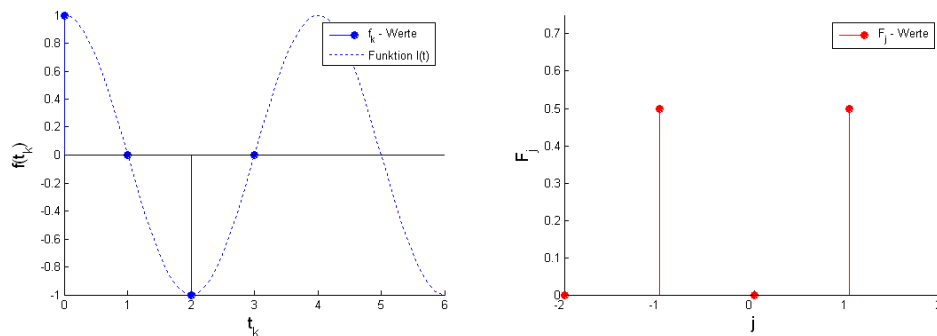 1
0.8
0.6
0.4
0.2
0
-0.2
-0.4
-0.6
-0.8
-1
f(t_k)
0 1 2 3 4 5 6
t_k
f_k - Werte
Funktion I(t)
0.7
0.6
0.5
0.4
0.3
0.2
0.1
0
F_j
-2 -1 0 1 2
j
F_j - Werte